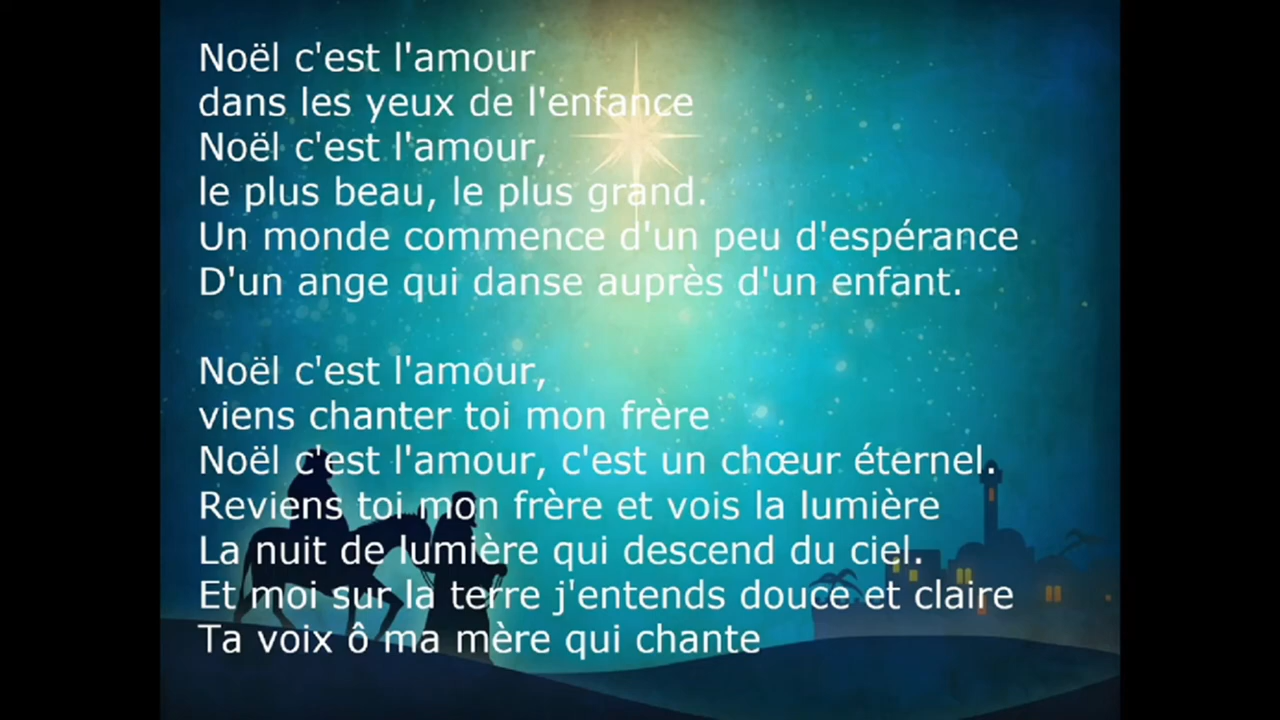 Noël c'est l'amour
dans les yeux de l'enfance
Noël c'est l'amour,
le plus beau, le plus grand.
Un monde commence d'un peu d'espérance
D'un ange qui danse auprès d'un enfant.
Noël c'est l'amour,
viens chanter toi mon frère
Noël c'est l'amour, c'est un chœur éternel.
Reviens toi mon frère et vois la lumière
La nuit de lumière qui descend du ciel.
Et moi sur la terre j'entends douce et claire
Ta voix ô ma mère qui chante